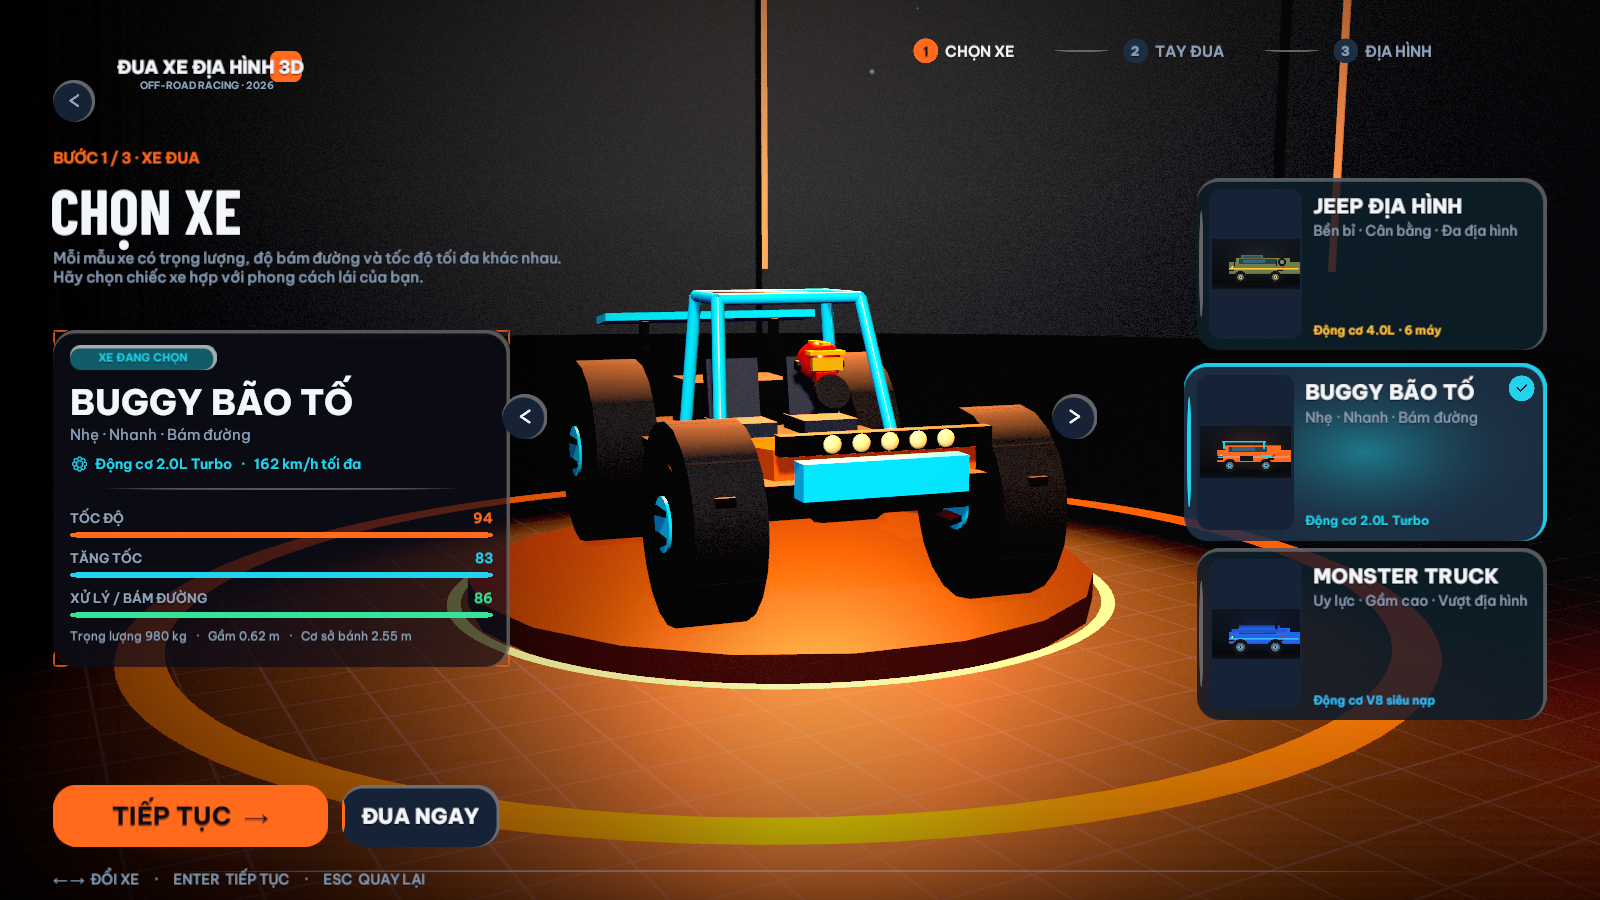 ĐUA XE ĐỊA HÌNH 3D
OFF-ROAD RACING · 2026
1 CHỌN XE
2 TAY ĐUA
3 ĐỊA HÌNH
<
BƯỚC 1 / 3 · XE ĐUA
CHỌN XE
Mỗi mẫu xe có trọng lượng, độ bám đường và tốc độ tối đa khác nhau.
Hãy chọn chiếc xe hợp với phong cách lái của bạn.
XE ĐANG CHỌN
BUGGY BÃO TỐ
Nhẹ · Nhanh · Bám đường
Động cơ 2.0L Turbo · 162 km/h tối đa
TỐC ĐỘ 94
TĂNG TỐC 83
XỬ LÝ / BÁM ĐƯỜNG 86
Trọng lượng 980 kg · Gầm 0.62 m · Cơ sở bánh 2.55 m
<
>
JEEP ĐỊA HÌNH
Bền bỉ · Cân bằng · Đa địa hình
Động cơ 4.0L · 6 máy
BUGGY BÃO TỐ
Nhẹ · Nhanh · Bám đường
Động cơ 2.0L Turbo
MONSTER TRUCK
Uy lực · Gầm cao · Vượt địa hình
Động cơ V8 siêu nạp
TIẾP TỤC →
ĐUA NGAY
←→ ĐỔI XE · ENTER TIẾP TỤC · ESC QUAY LẠI